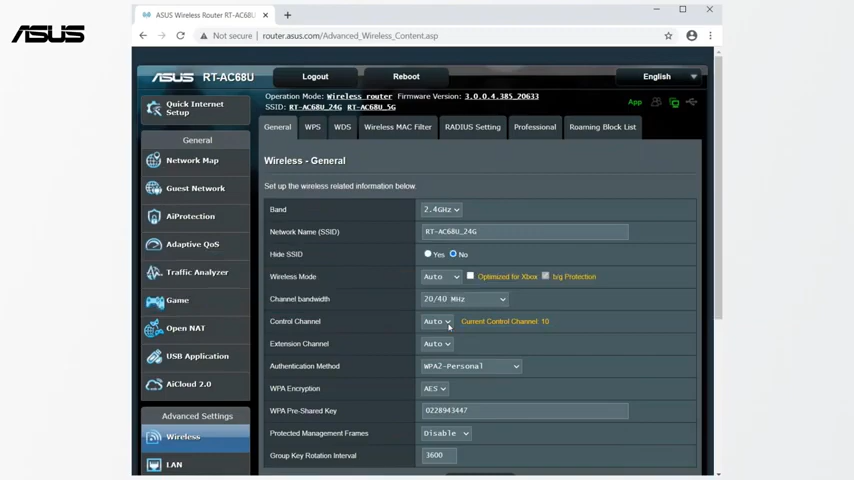 ASUS
ASUS Wireless Router RT-AC68U
Not secure | router.asus.com/Advanced_Wireless_Content.asp
ASUS RT-AC68U Logout Reboot English
Operation Mode: Wireless router Firmware Version: 3.0.0.4.385_20633
SSID: RT-AC68U_24G RT-AC68U_5G
App
Quick Internet Setup
General
Network Map
Guest Network
AiProtection
Adaptive QoS
Traffic Analyzer
Game
Open NAT
USB Application
AiCloud 2.0
Advanced Settings
Wireless
LAN
General WPS WDS Wireless MAC Filter RADIUS Setting Professional Roaming Block List
Wireless - General
Set up the wireless related information below.
Band 2.4GHz
Network Name (SSID) RT-AC68U_24G
Hide SSID Yes No
Wireless Mode Auto Optimized for Xbox b/g Protection
Channel bandwidth 20/40 MHz
Control Channel Auto Current Control Channel 10
Extension Channel Auto
Authentication Method WPA2-Personal
WPA Encryption AES
WPA Pre-Shared Key 0228943447
Protected Management Frames Disable
Group Key Rotation Interval 3600